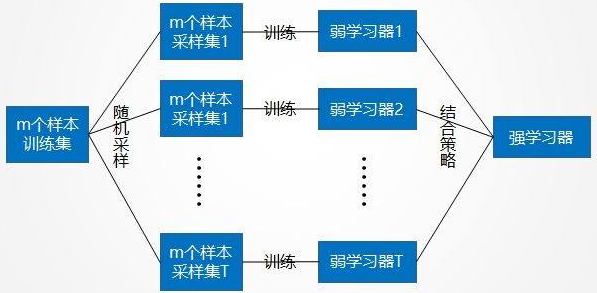 m个样本
采样集1
训练
弱学习器1
m个样本
采样集1
训练
弱学习器2
m个样本
训练集
随机采样
结合策略
强学习器
m个样本
采样集T
训练
弱学习器T